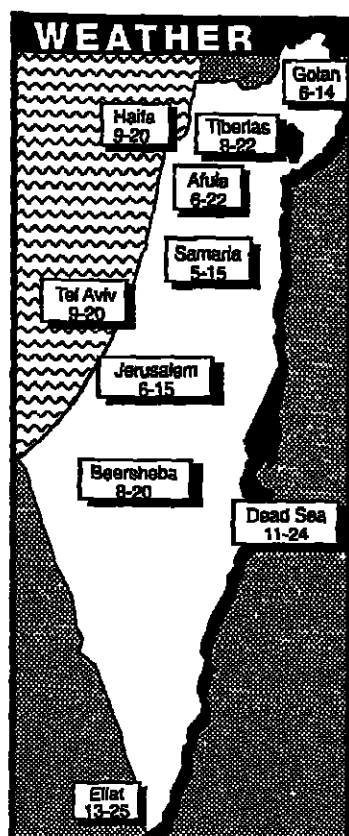 WEATHER
Golan
6-14
Haifa
9-20
Tiberias
8-22
Afula
6-22
Samaria
5-15
Tel Aviv
9-20
Jerusalem
6-15
Beersheba
8-20
Dead Sea
11-24
Eilat
13-25